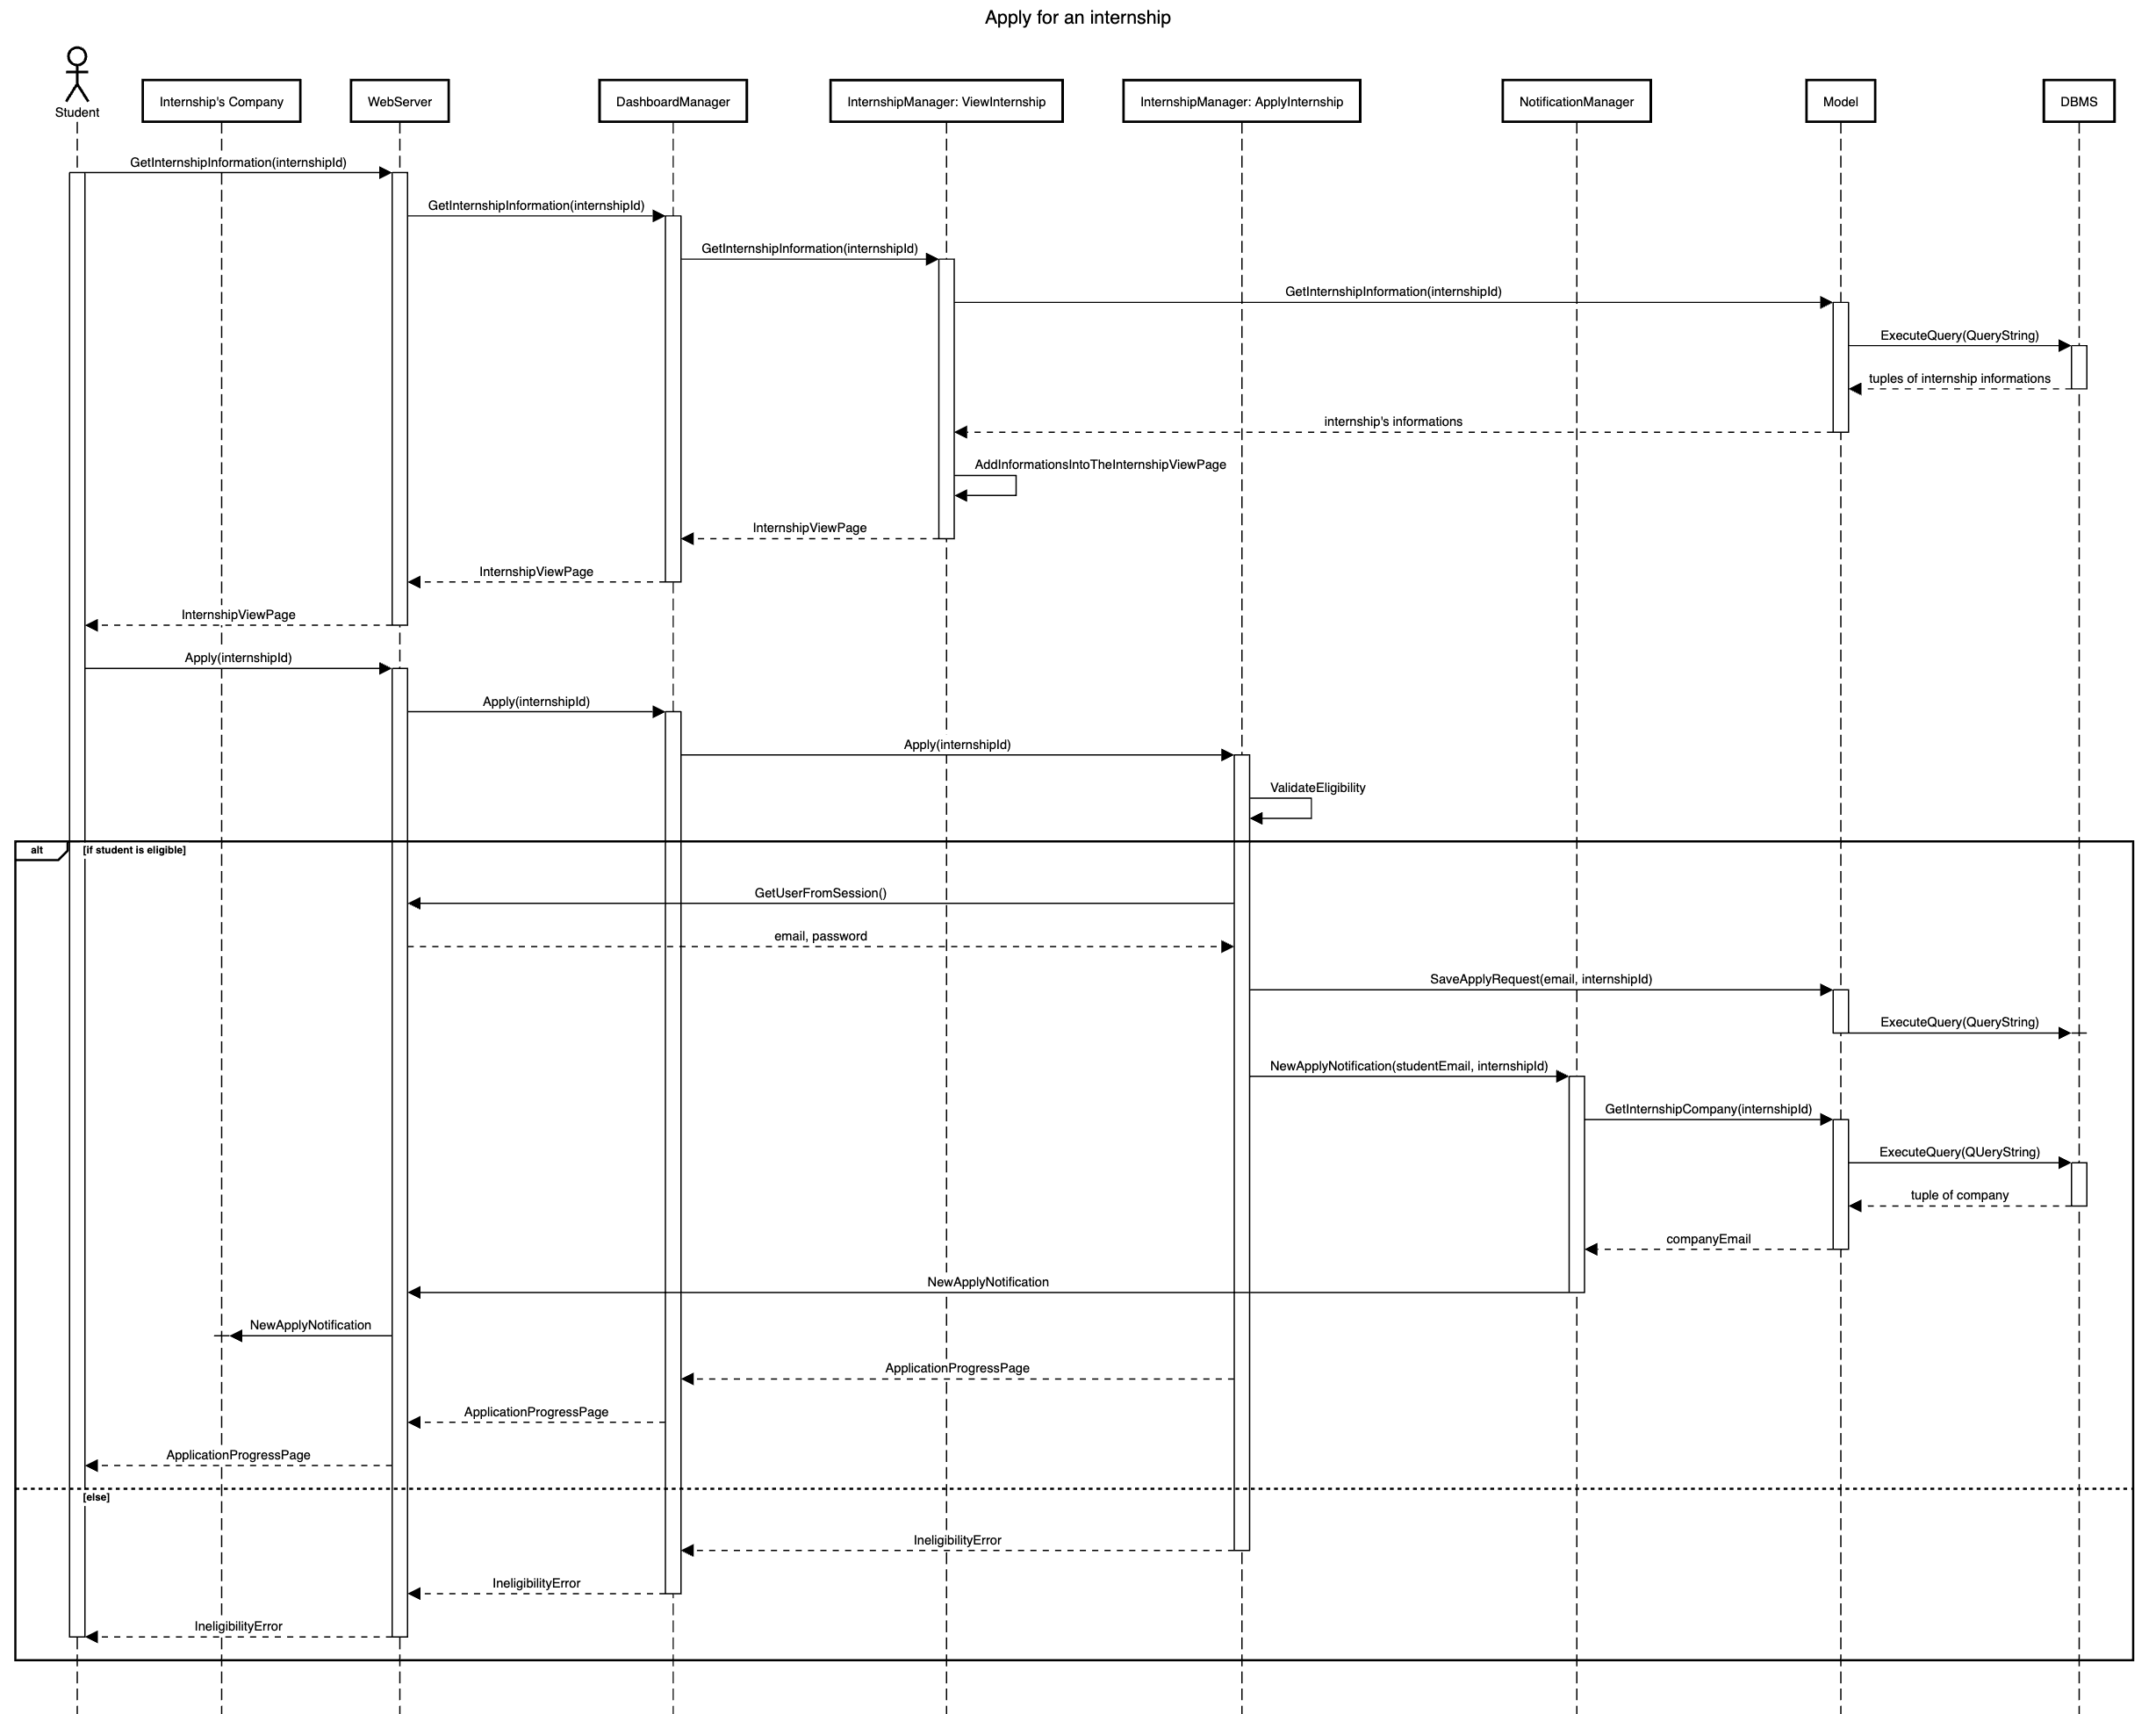 Apply for an internship
Student
Internship's Company
WebServer
DashboardManager
InternshipManager: ViewInternship
InternshipManager: ApplyInternship
NotificationManager
Model
DBMS
GetInternshipInformation(internshipId)
GetInternshipInformation(internshipId)
GetInternshipInformation(internshipId)
GetInternshipInformation(internshipId)
ExecuteQuery(QueryString)
tuples of internship informations
internship's informations
AddInformationsIntoTheInternshipViewPage
InternshipViewPage
InternshipViewPage
InternshipViewPage
Apply(internshipId)
Apply(internshipId)
Apply(internshipId)
ValidateEligibility
alt
[if student is eligible]
GetUserFromSession()
email, password
SaveApplyRequest(email, internshipId)
ExecuteQuery(QueryString)
NewApplyNotification(studentEmail, internshipId)
GetInternshipCompany(internshipId)
ExecuteQuery(QUeryString)
tuple of company
companyEmail
NewApplyNotification
NewApplyNotification
ApplicationProgressPage
ApplicationProgressPage
ApplicationProgressPage
[else]
IneligibilityError
IneligibilityError
IneligibilityError